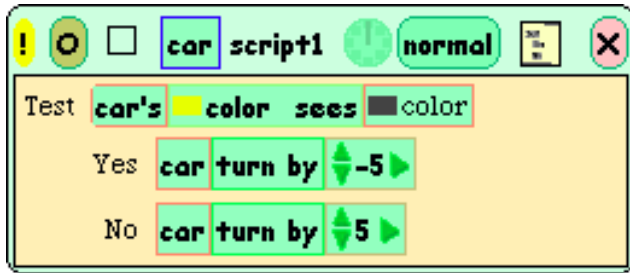 ! O car script1 normal X
Test car's color sees color
Yes car turn by -5
No car turn by 5